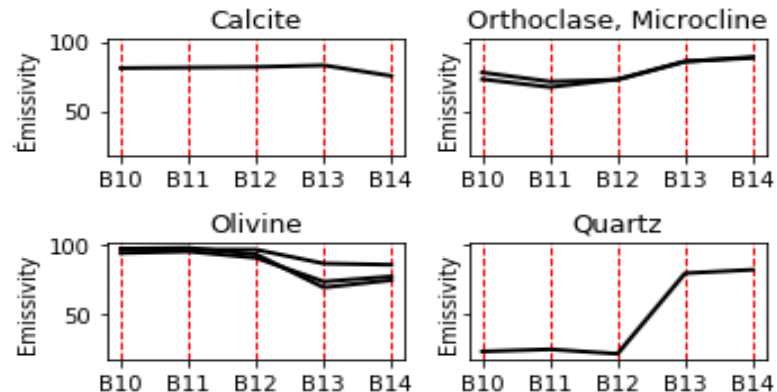 Calcite
Orthoclase, Microcline
100
50
Emissivity
B10 B11 B12 B13 B14
B10 B11 B12 B13 B14
Olivine
Quartz
100
50
Emissivity
Emissivity
B10 B11 B12 B13 B14
B10 B11 B12 B13 B14